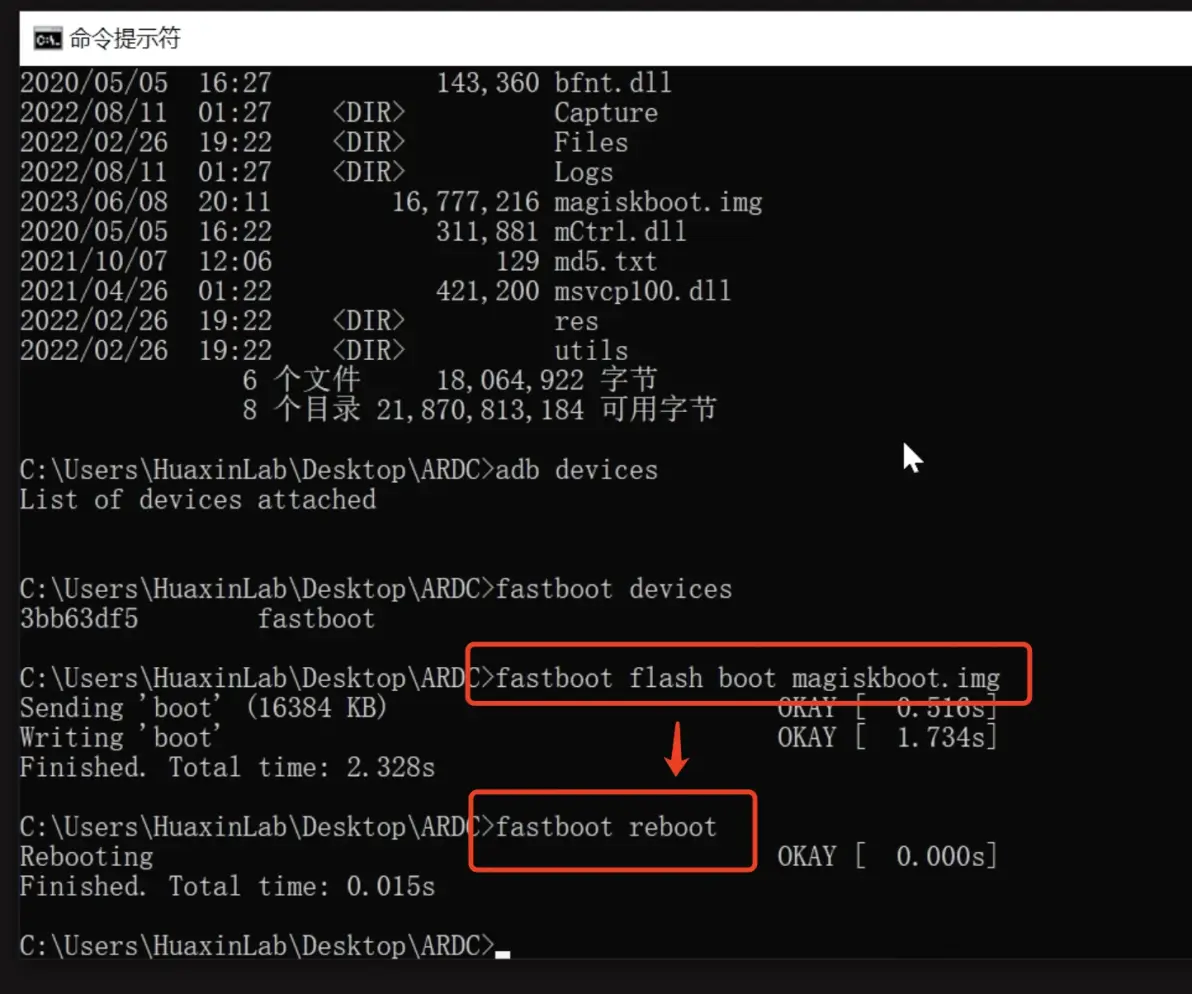 命令提示符
2020/05/05  16:27           143,360 bfnt.dll
2022/08/11  01:27    <DIR>          Capture
2022/02/26  19:22    <DIR>          Files
2022/08/11  01:27    <DIR>          Logs
2023/06/08  20:11        16,777,216 magiskboot.img
2020/05/05  16:22           311,881 mCtrl.dll
2021/10/07  12:06               129 md5.txt
2021/04/26  01:22           421,200 msvcp100.dll
2022/02/26  19:22    <DIR>          res
2022/02/26  19:22    <DIR>          utils
6 个文件     18,064,922 字节
8 个目录 21,870,813,184 可用字节
C:\Users\HuaxinLab\Desktop\ARDC>adb devices
List of devices attached
C:\Users\HuaxinLab\Desktop\ARDC>fastboot devices
3bb63df5        fastboot
C:\Users\HuaxinLab\Desktop\ARDC>fastboot flash boot magiskboot.img
Sending 'boot' (16384 KB)                          OKAY [  0.516s]
Writing 'boot'                                     OKAY [  1.734s]
Finished. Total time: 2.328s
C:\Users\HuaxinLab\Desktop\ARDC>fastboot reboot
Rebooting                                          OKAY [  0.000s]
Finished. Total time: 0.015s
C:\Users\HuaxinLab\Desktop\ARDC>